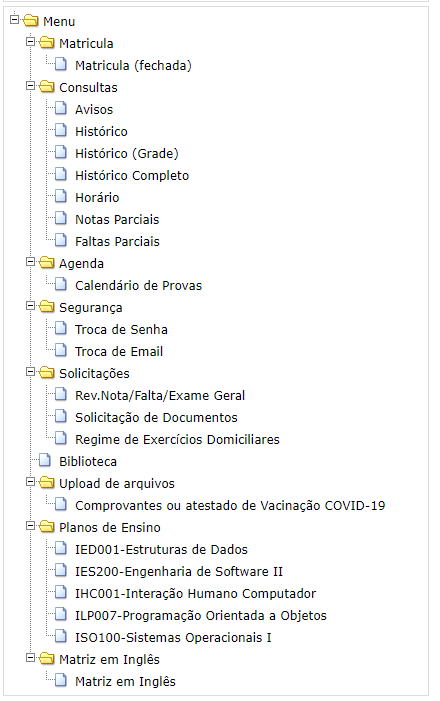 Menu
Matricula
Matricula (fechada)
Consultas
Avisos
Histórico
Histórico (Grade)
Histórico Completo
Horário
Notas Parciais
Faltas Parciais
Agenda
Calendário de Provas
Segurança
Troca de Senha
Troca de Email
Solicitações
Rev.Nota/Falta/Exame Geral
Solicitação de Documentos
Regime de Exercícios Domiciliares
Biblioteca
Upload de arquivos
Comprovantes ou atestado de Vacinação COVID-19
Planos de Ensino
IED001-Estruturas de Dados
IES200-Engenharia de Software II
IHC001-Interação Humano Computador
ILP007-Programação Orientada a Objetos
ISO100-Sistemas Operacionais I
Matriz em Inglês
Matriz em Inglês